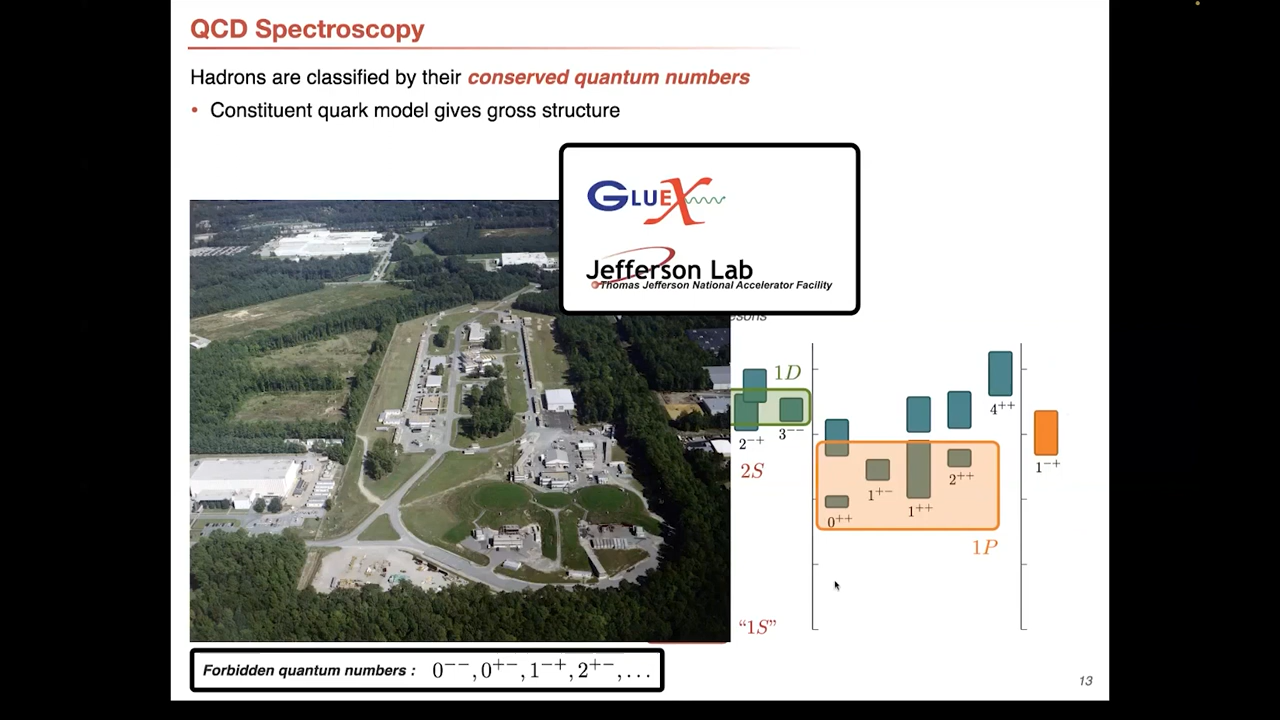 QCD Spectroscopy
Hadrons are classified by their conserved quantum numbers
• Constituent quark model gives gross structure
GLUEX
Jefferson Lab
Thomas Jefferson National Accelerator Facility
1D
4⁺⁺
2⁻⁺
3⁻⁻
1⁻⁺
2S
2⁺⁺
1⁺⁻
1⁺⁺
0⁺⁺
1P
“1S”
Forbidden quantum numbers : 0⁻⁻, 0⁺⁻, 1⁻⁺, 2⁺⁻, . . .
13